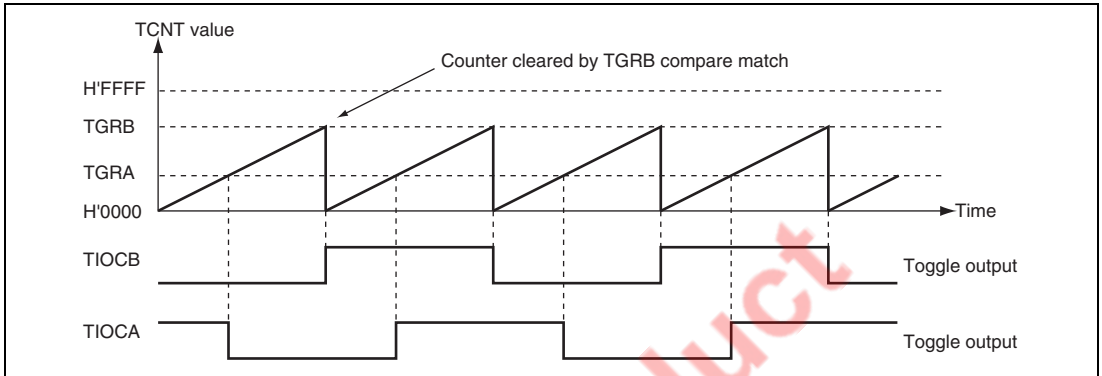 TCNT value
Counter cleared by TGRB compare match
H'FFFF
TGRB
TGRA
H'0000
Time
TIOCB
Toggle output
TIOCA
Toggle output
duct